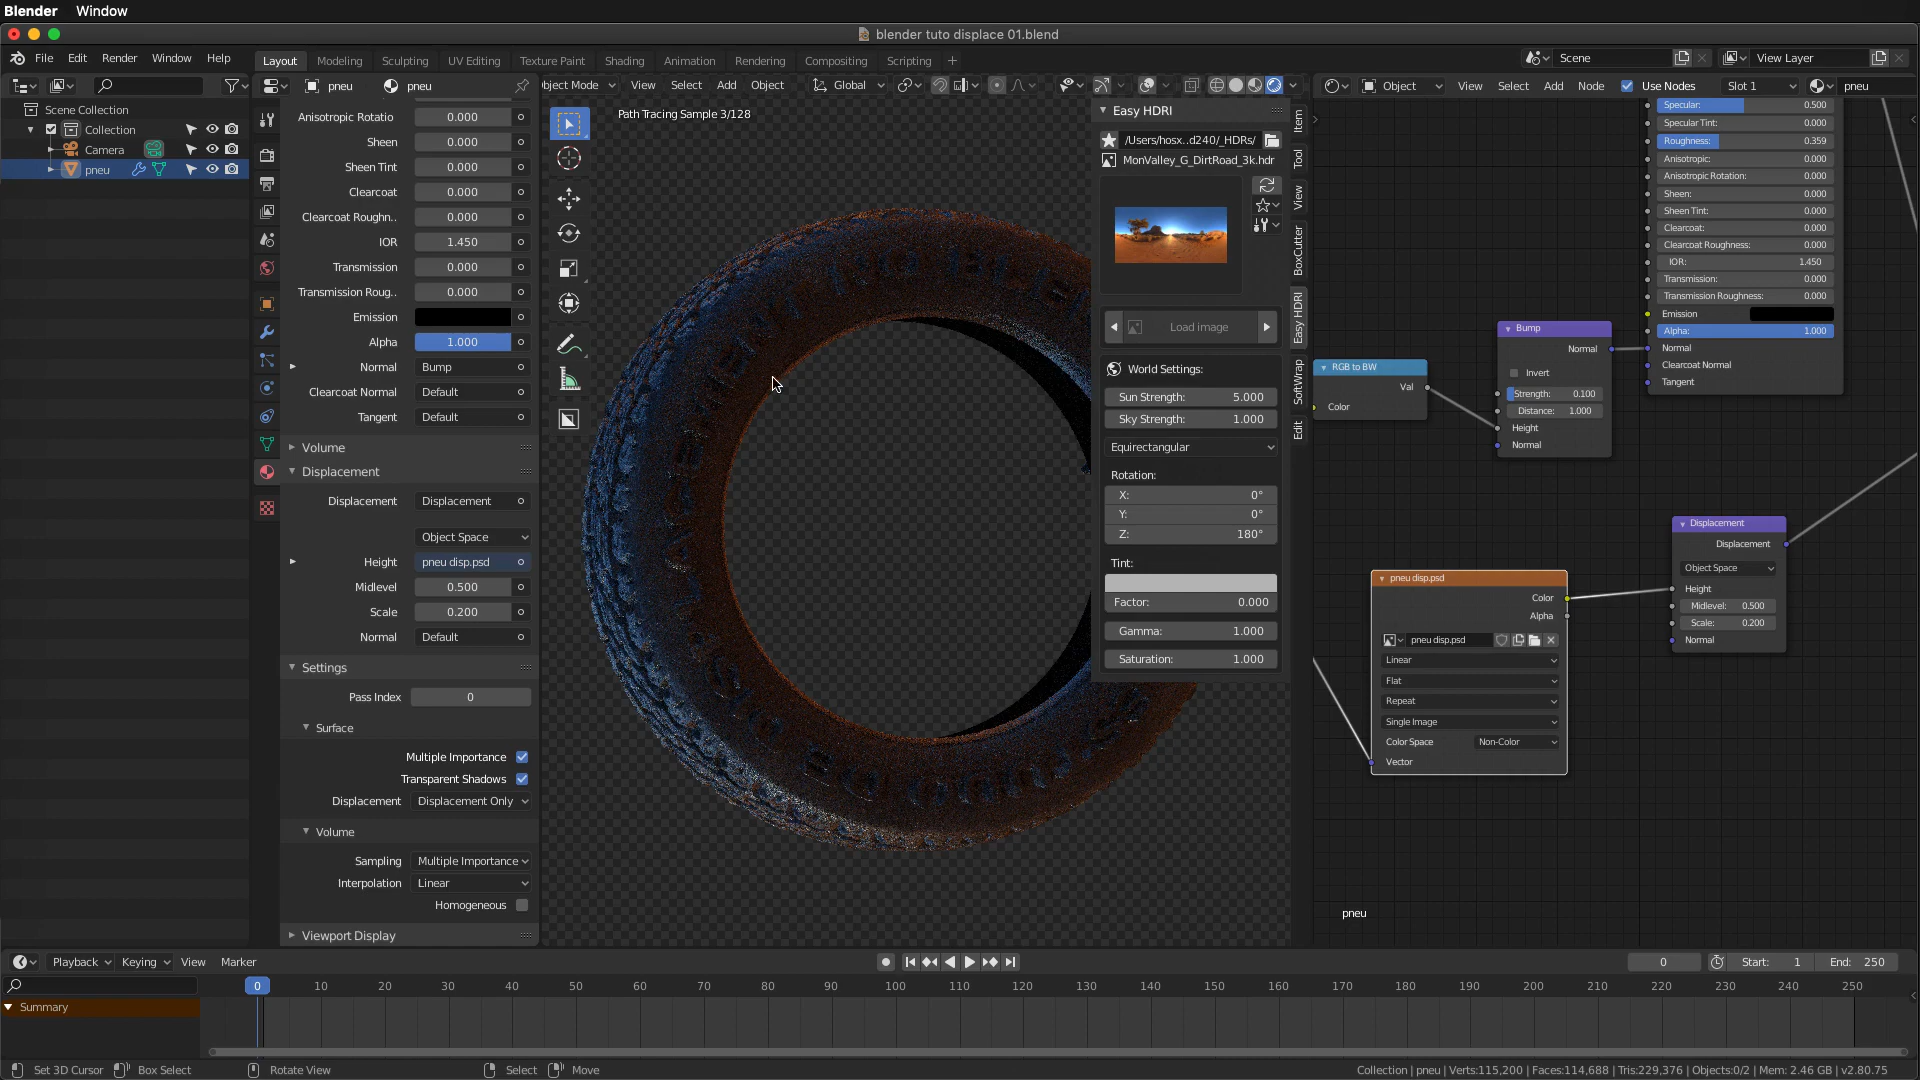 Blender Window
blender tuto displace 01.blend
File Edit Render Window Help
Layout Modeling Sculpting UV Editing Texture Paint Shading Animation Rendering Compositing Scripting
Scene
View Layer
Scene Collection
Collection
Camera
pneu
pneu pneu
Anisotropic Rotatio 0.000
Sheen 0.000
Sheen Tint 0.000
Clearcoat 0.000
Clearcoat Roughn.. 0.000
IOR 1.450
Transmission 0.000
Transmission Roug.. 0.000
Emission
Alpha 1.000
Normal Bump
Clearcoat Normal Default
Tangent Default
Volume
Displacement
Displacement Displacement
Object Space
Height pneu disp.psd
Midlevel 0.500
Scale 0.200
Normal Default
Settings
Pass Index 0
Surface
Multiple Importance
Transparent Shadows
Displacement Displacement Only
Volume
Sampling Multiple Importance
Interpolation Linear
Homogeneous
Viewport Display
bject Mode View Select Add Object Global
Path Tracing Sample 3/128
Easy HDRI
/Users/hosx..d240/_HDRs/
MonValley_G_DirtRoad_3k.hdr
Load image
World Settings:
Sun Strength: 5.000
Sky Strength: 1.000
Equirectangular
Rotation:
X: 0°
Y: 0°
Z: 180°
Tint:
Factor: 0.000
Gamma: 1.000
Saturation: 1.000
Item
Tool
View
BoxCutter
Easy HDRI
SoftWrap
Edit
Object View Select Add Node Use Nodes Slot 1 pneu
Specular: 0.500
Specular Tint: 0.000
Roughness: 0.359
Anisotropic: 0.000
Anisotropic Rotation: 0.000
Sheen: 0.000
Sheen Tint: 0.000
Clearcoat: 0.000
Clearcoat Roughness: 0.000
IOR: 1.450
Transmission: 0.000
Transmission Roughness: 0.000
Emission
Alpha: 1.000
Normal
Clearcoat Normal
Tangent
RGB to BW
Val
Color
Bump
Normal
Invert
Strength: 0.100
Distance: 1.000
Height
Normal
Displacement
Displacement
Object Space
Height
Midlevel: 0.500
Scale: 0.200
Normal
pneu disp.psd
Color
Alpha
pneu disp.psd
Linear
Flat
Repeat
Single Image
Color Space Non-Color
Vector
pneu
Playback Keying View Marker
0 Start: 1 End: 250
0 10 20 30 40 50 60 70 80 90 100 110 120 130 140 150 160 170 180 190 200 210 220 230 240 250
Summary
Set 3D Cursor Box Select Rotate View Select Move
Collection | pneu | Verts:115,200 | Faces:114,688 | Tris:229,376 | Objects:0/2 | Mem: 2.46 GB | v2.80.75